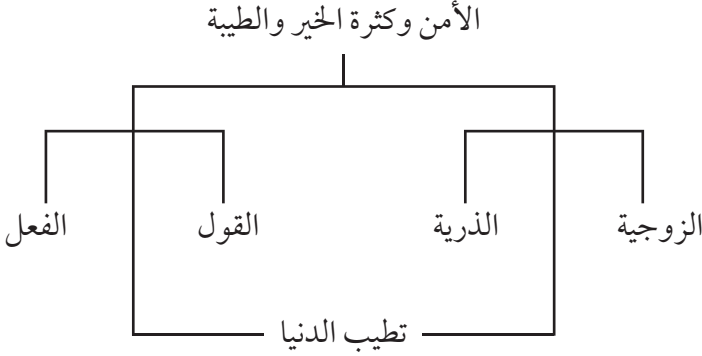 الأمن وكثرة الخير والطيبة
الزوجية الذرية القول الفعل
تطيب الدنيا